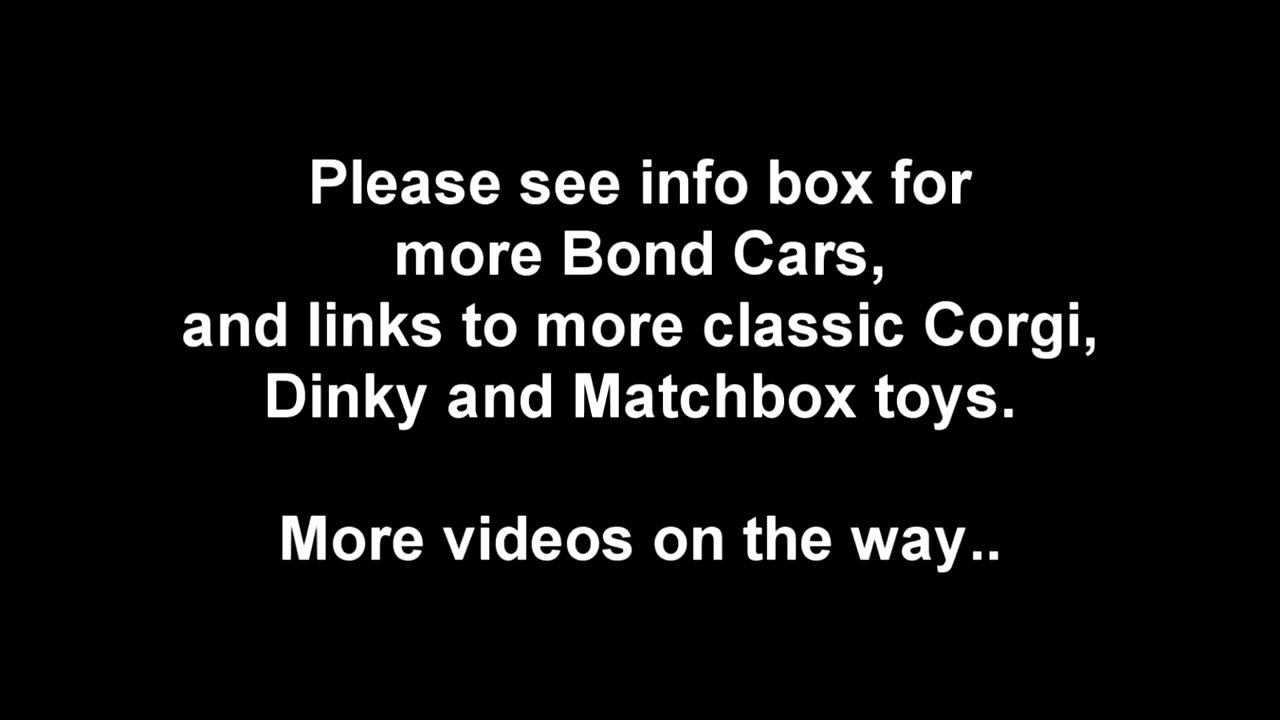 Please see info box for
more Bond Cars,
and links to more classic Corgi,
Dinky and Matchbox toys.
More videos on the way..